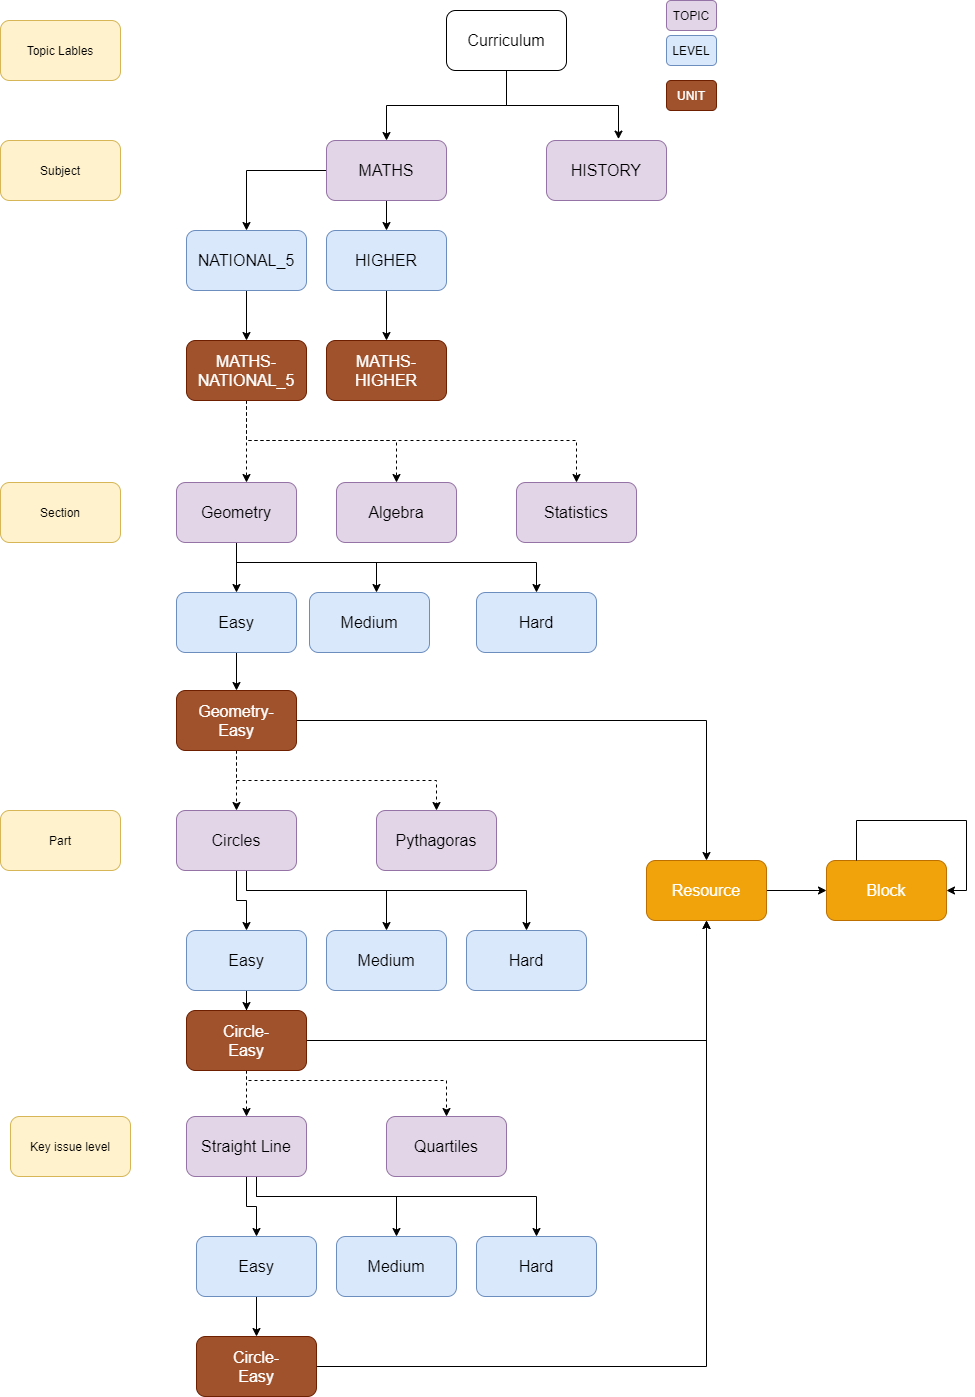 Curriculum
TOPIC
Topic Lables
LEVEL
UNIT
Subject
MATHS
HISTORY
NATIONAL_5
HIGHER
MATHS-
NATIONAL_5
MATHS-
HIGHER
Section
Geometry
Algebra
Statistics
Easy
Medium
Hard
Geometry-
Easy
Part
Circles
Pythagoras
Resource
Block
Easy
Medium
Hard
Circle-
Easy
Key issue level
Straight Line
Quartiles
Easy
Medium
Hard
Circle-
Easy